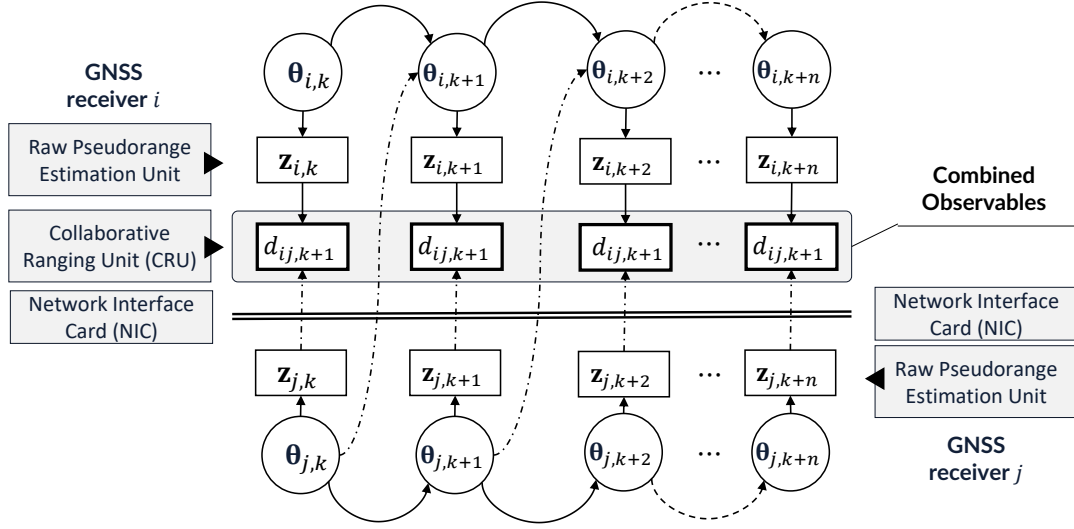 GNSS
receiver i
θi,k
θi,k+1
θi,k+2
...
θi,k+n
Raw Pseudorange
Estimation Unit
zi,k
zi,k+1
zi,k+2
...
zi,k+n
Combined
Observables
Collaborative
Ranging Unit (CRU)
dij,k+1
dij,k+1
dij,k+1
...
dij,k+1
Network Interface
Card (NIC)
Network Interface
Card (NIC)
zj,k
zj,k+1
zj,k+2
...
zj,k+n
Raw Pseudorange
Estimation Unit
θj,k
θj,k+1
θj,k+2
...
θj,k+n
GNSS
receiver j